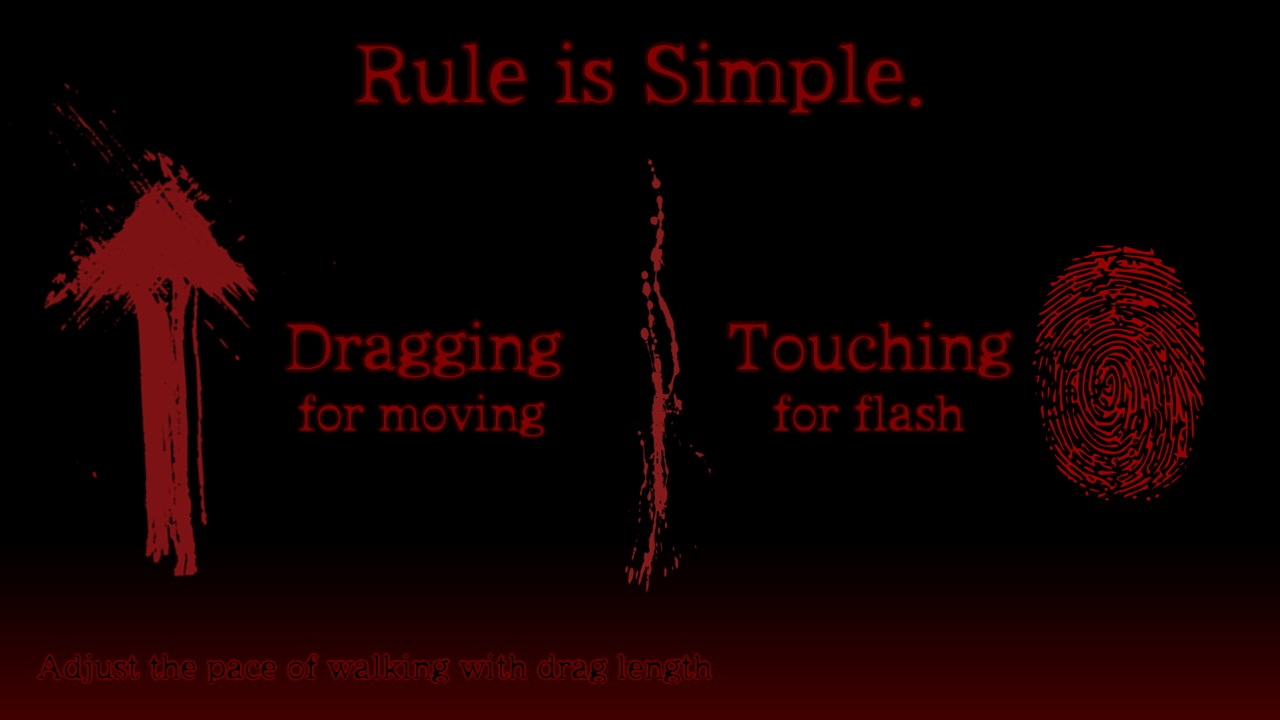 Rule is Simple.
Dragging
for moving
Touching
for flash
Adjust the pace of walking with drag length